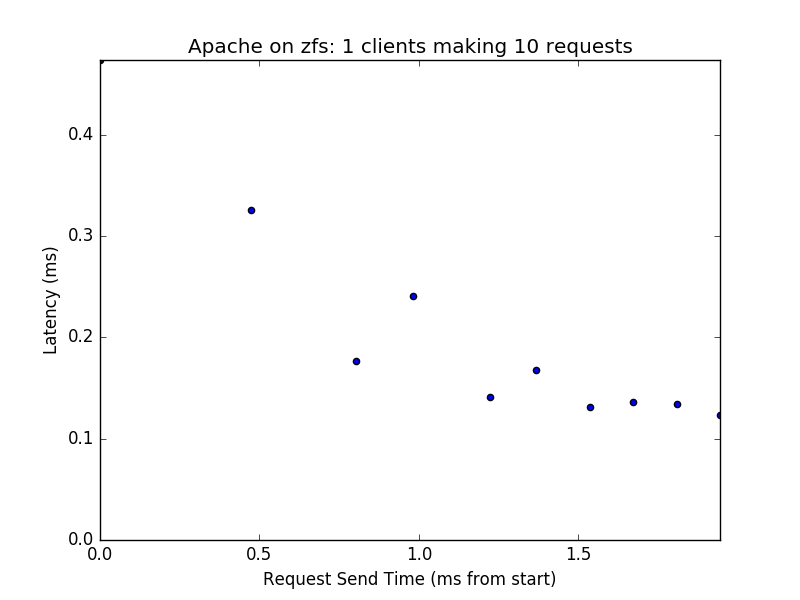 Apache on zfs: 1 clients making 10 requests
0.4
0.3
0.2
0.1
0.0
Latency (ms)
0.0 0.5 1.0 1.5
Request Send Time (ms from start)